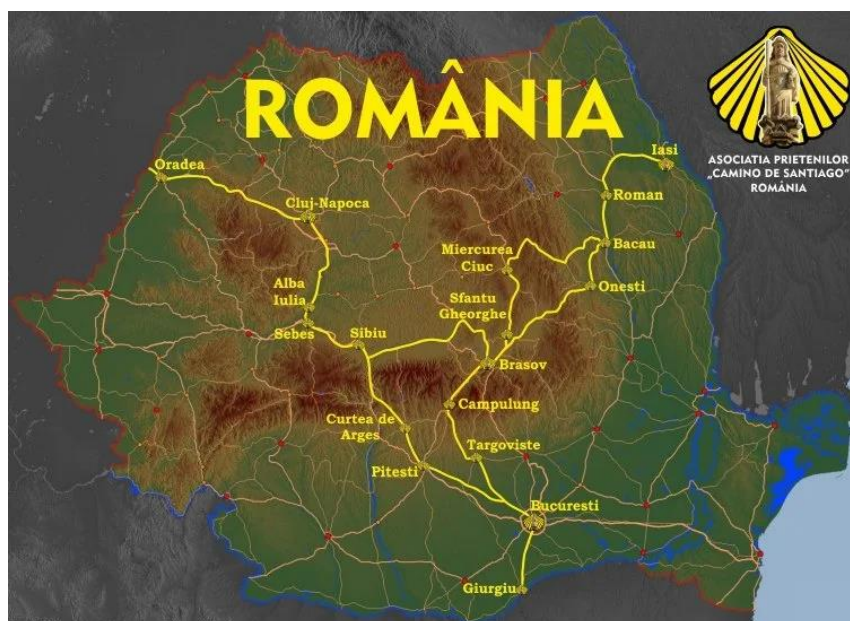 ROMÂNIA
ASOCIATIA PRIETENILOR
„CAMINO DE SANTIAGO”
ROMÂNIA
Iasi
Oradea
Roman
Cluj-Napoca
Bacau
Miercurea
Ciuc
Alba
Iulia
Onesti
Sfantu
Gheorghe
Sebes
Sibiu
Brasov
Campulung
Curtea de
Arges
Targoviste
Pitesti
Bucuresti
Giurgiu